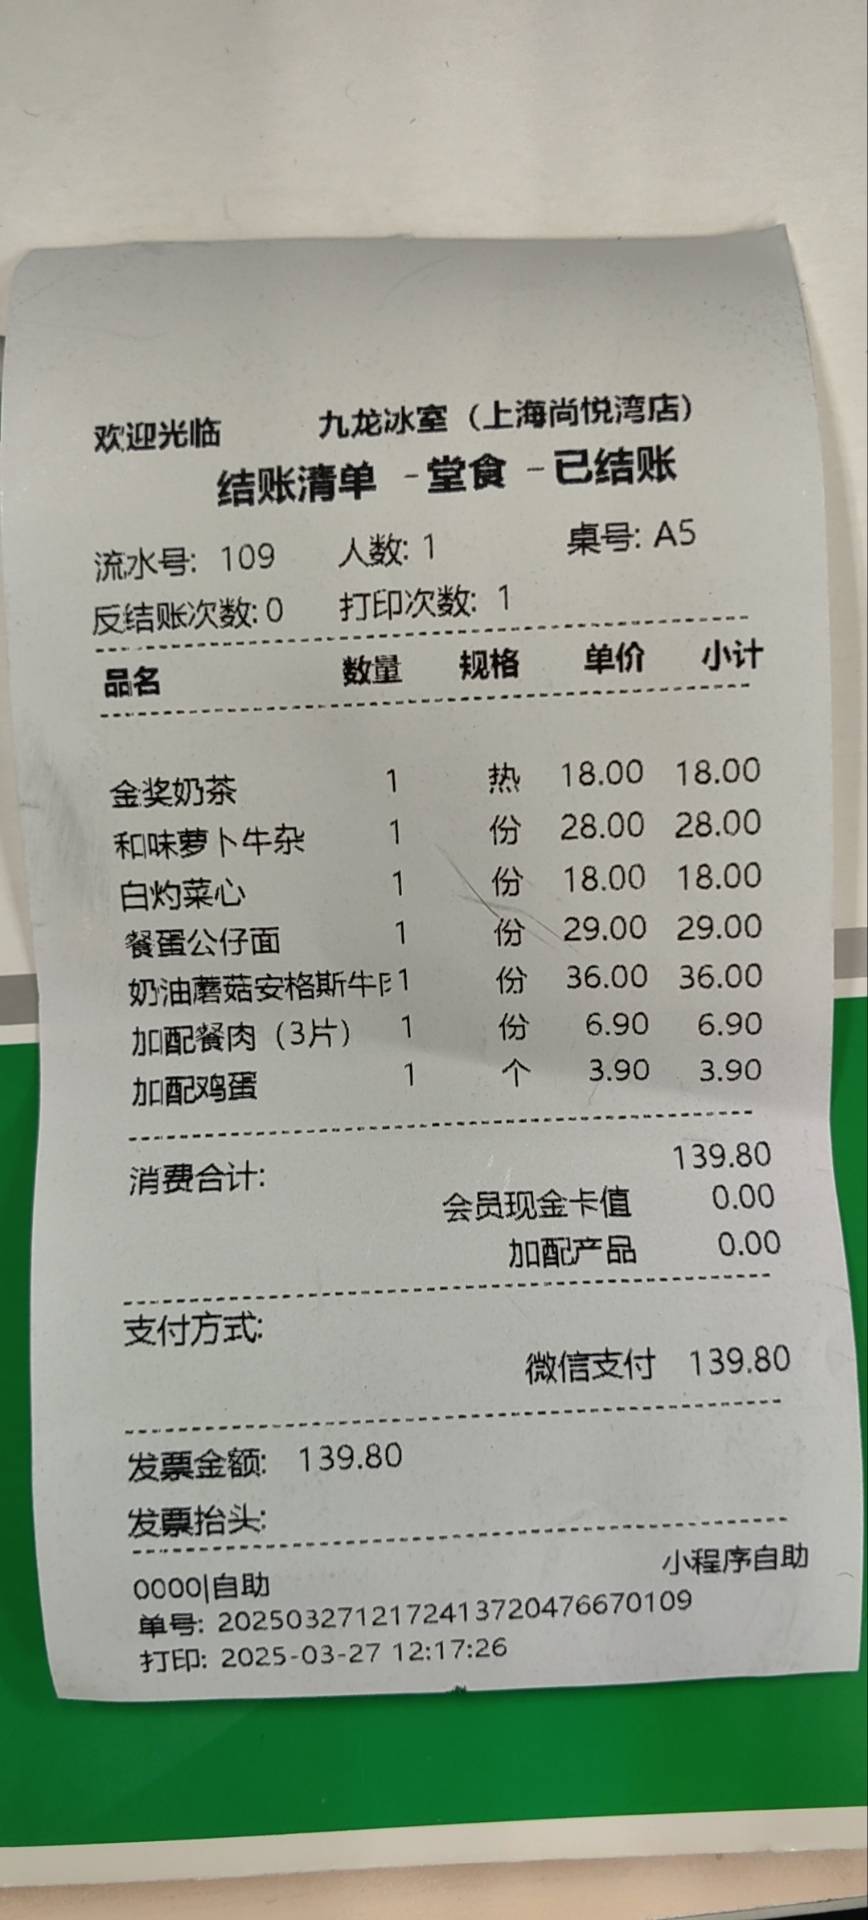 欢迎光临 九龙冰室（上海尚悦湾店）
结账清单 -堂食 -已结账
流水号: 109 人数: 1 桌号: A5
反结账次数:0 打印次数: 1
品名 数量 规格 单价 小计
金奖奶茶 1 热 18.00 18.00
和味萝卜牛杂 1 份 28.00 28.00
白灼菜心 1 份 18.00 18.00
餐蛋公仔面 1 份 29.00 29.00
奶油蘑菇安格斯牛 1 份 36.00 36.00
加配餐肉（3片） 1 份 6.90 6.90
加配鸡蛋 1 个 3.90 3.90
消费合计: 139.80
会员现金卡值 0.00
加配产品 0.00
支付方式:
微信支付 139.80
发票金额: 139.80
发票抬头:
0000|自助 小程序自助
单号: 2025032712172413720476670109
打印: 2025-03-27 12:17:26